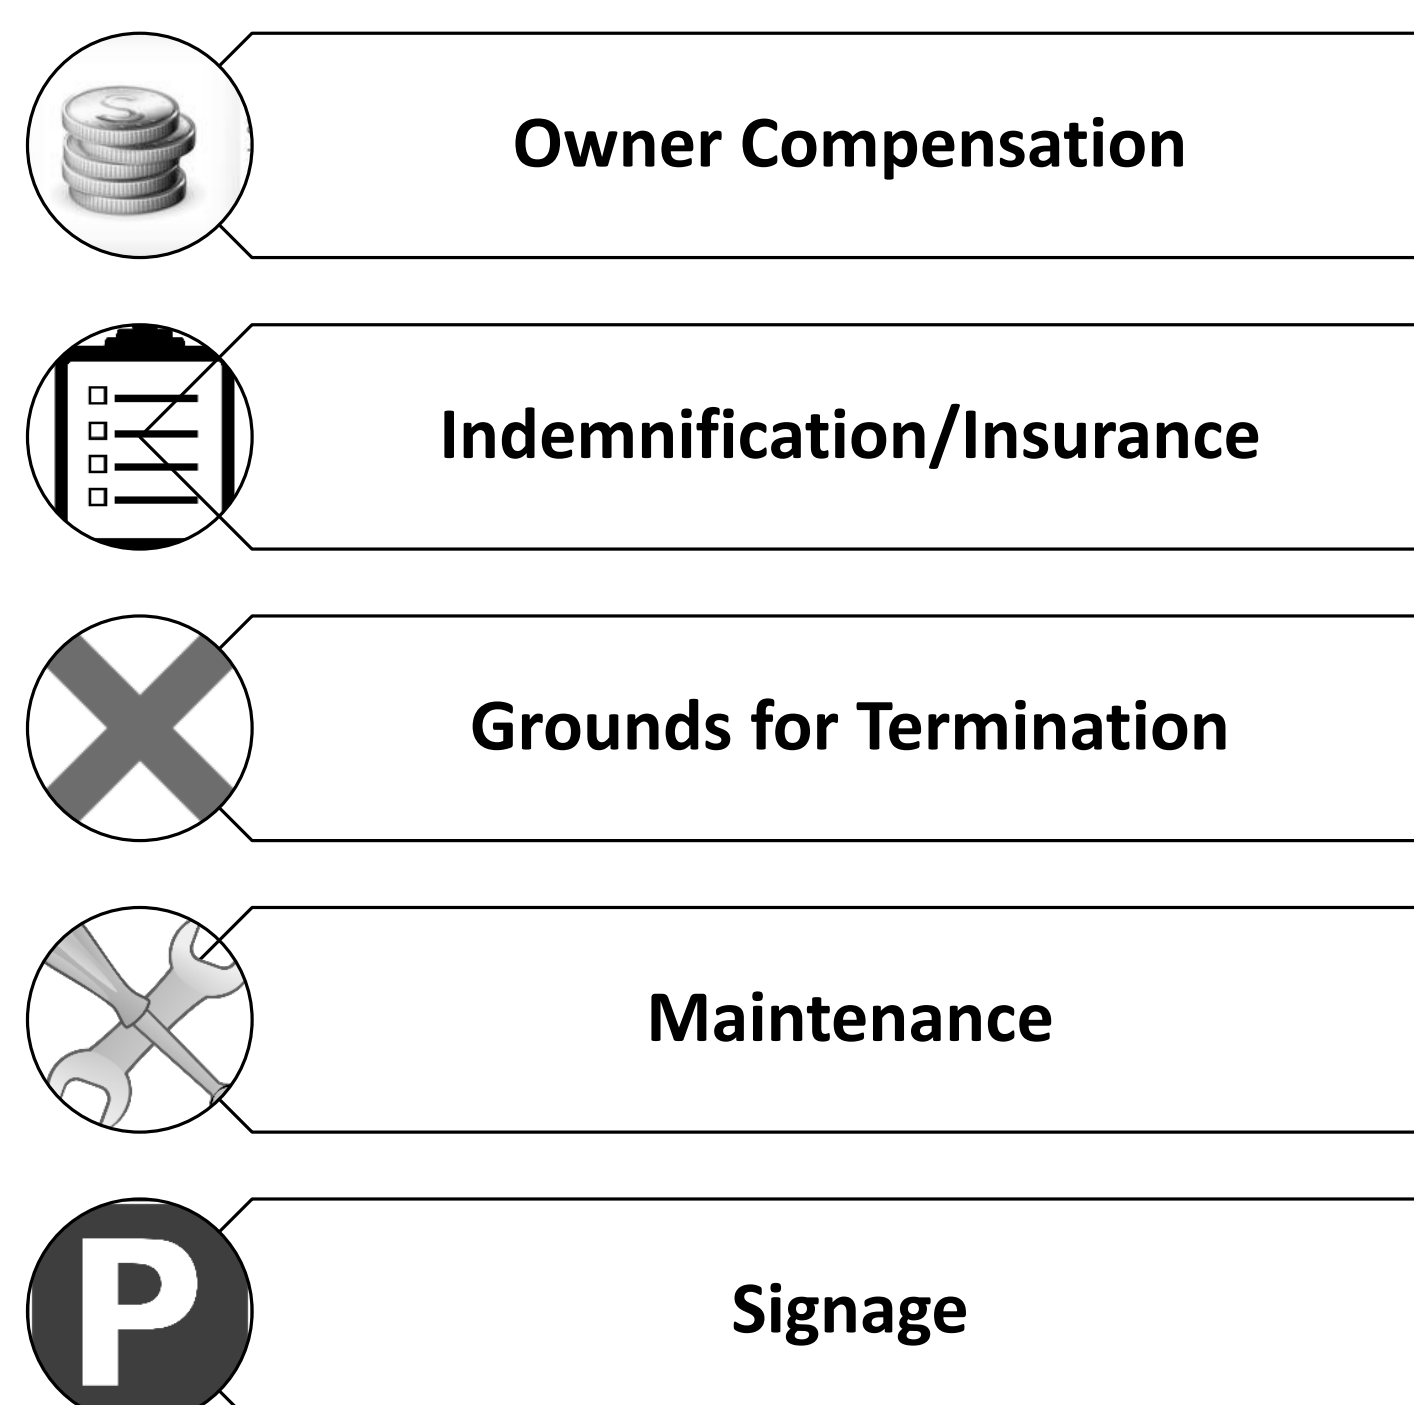 Owner Compensation
Indemnification/Insurance
Grounds for Termination
Maintenance
P
Signage